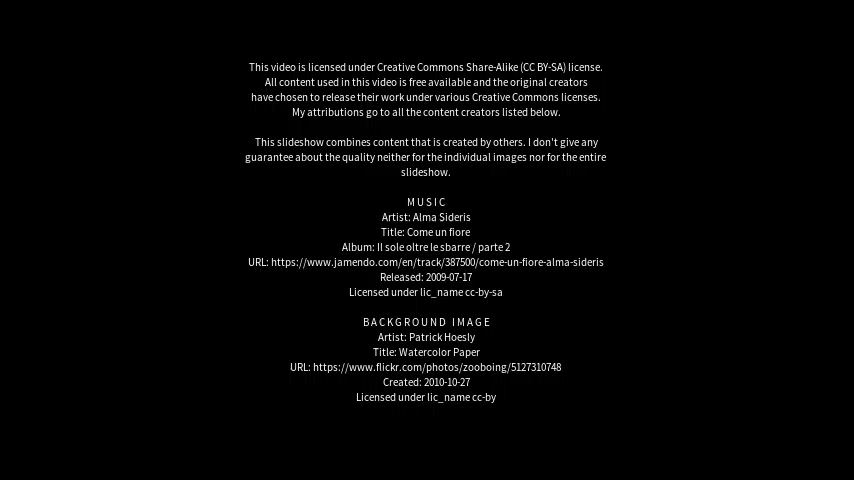 This video is licensed under Creative Commons Share-Alike (CC BY-SA) license.
All content used in this video is free available and the original creators
have chosen to release their work under various Creative Commons licenses.
My attributions go to all the content creators listed below.
This slideshow combines content that is created by others. I don't give any
guarantee about the quality neither for the individual images nor for the entire
slideshow.
MUSIC
Artist: Alma Sideris
Title: Come un fiore
Album: Il sole oltre le sbarre / parte 2
URL: https://www.jamendo.com/en/track/387500/come-un-fiore-alma-sideris
Released: 2009-07-17
Licensed under lic_name cc-by-sa
BACKGROUND IMAGE
Artist: Patrick Hoesly
Title: Watercolor Paper
URL: https://www.flickr.com/photos/zooboing/5127310748
Created: 2010-10-27
Licensed under lic_name cc-by